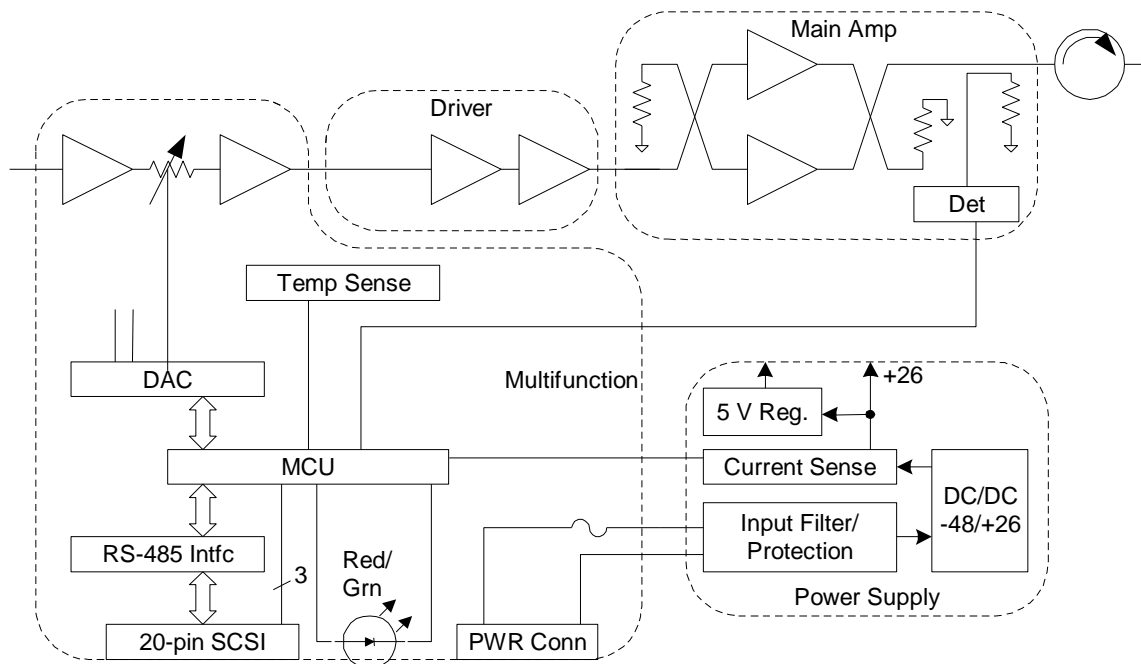 Main Amp
Driver
Det
Temp Sense
DAC
Multifunction
+26
5 V Reg.
MCU
Current Sense
DC/DC
-48/+26
Input Filter/
Protection
RS-485 Intfc
Red/
Grn
3
20-pin SCSI
PWR Conn
Power Supply